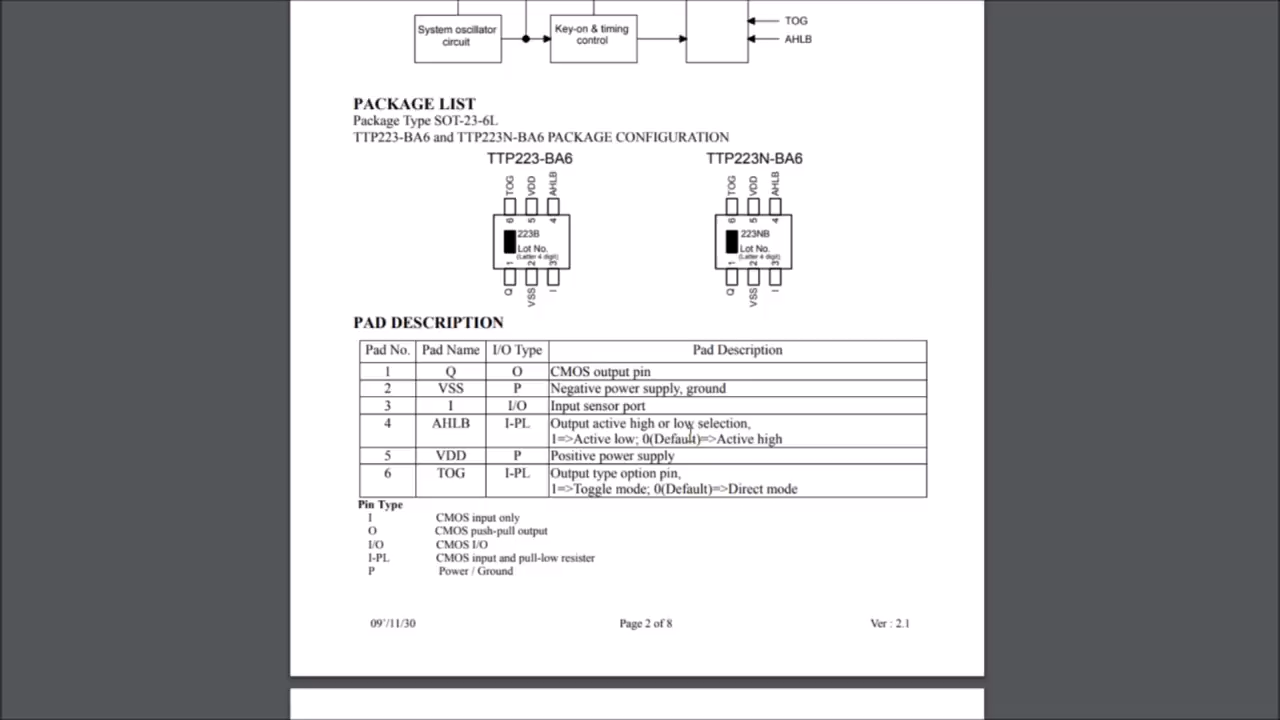 System oscillator
circuit
Key-on & timing
control
TOG
AHLB
PACKAGE LIST
Package Type SOT-23-6L
TTP223-BA6 and TTP223N-BA6 PACKAGE CONFIGURATION
TTP223-BA6
TOG
VDD
AHLB
6
5
4
223B
Lot No.
(Latter 4 digit)
1
2
3
Q
VSS
I
TTP223N-BA6
TOG
VDD
AHLB
6
5
4
223NB
Lot No.
(Latter 4 digit)
1
2
3
Q
VSS
I
PAD DESCRIPTION
Pad No. Pad Name I/O Type Pad Description
1 Q O CMOS output pin
2 VSS P Negative power supply, ground
3 I I/O Input sensor port
4 AHLB I-PL Output active high or low selection,
1=>Active low; 0(Default)=>Active high
5 VDD P Positive power supply
6 TOG I-PL Output type option pin,
1=>Toggle mode; 0(Default)=>Direct mode
Pin Type
I CMOS input only
O CMOS push-pull output
I/O CMOS I/O
I-PL CMOS input and pull-low resister
P Power / Ground
09'/11/30 Page 2 of 8 Ver : 2.1